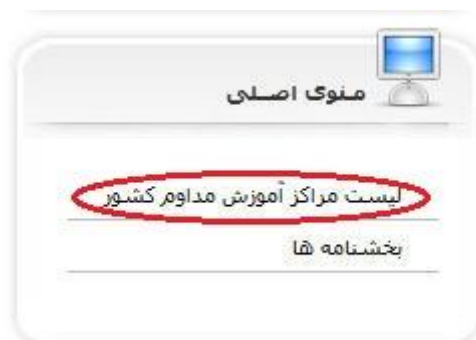 منوی اصلی
لیست مراکز آموزش مداوم کشور
بخشنامه ها